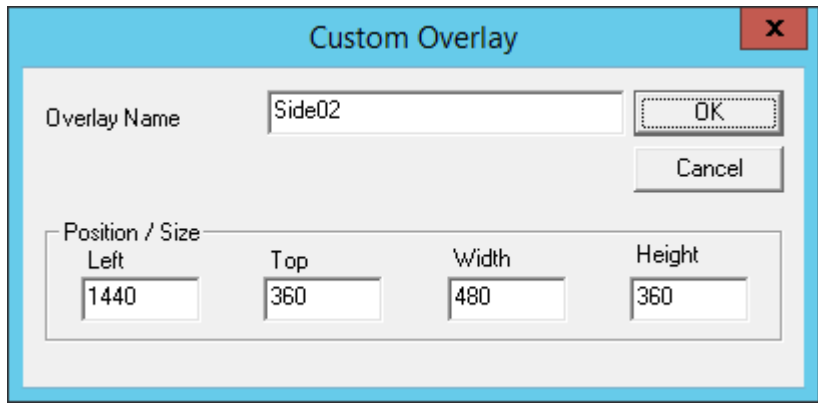 Custom Overlay
x
Overlay Name Side02 OK
Cancel
Position / Size
Left Top Width Height
1440 360 480 360